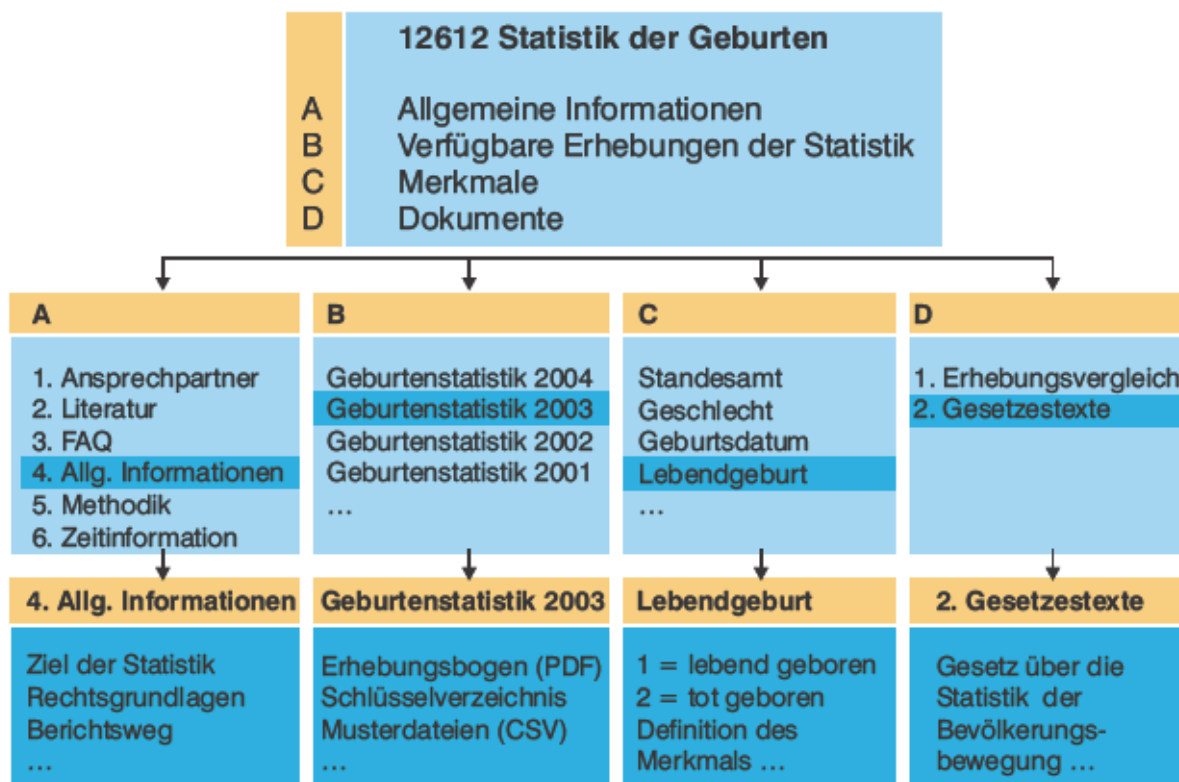 12612 Statistik der Geburten
A Allgemeine Informationen
B Verfügbare Erhebungen der Statistik
C Merkmale
D Dokumente
A
1. Ansprechpartner
2. Literatur
3. FAQ
4. Allg. Informationen
5. Methodik
6. Zeitinformation
4. Allg. Informationen
Ziel der Statistik
Rechtsgrundlagen
Berichtsweg
…
B
Geburtenstatistik 2004
Geburtenstatistik 2003
Geburtenstatistik 2002
Geburtenstatistik 2001
…
Geburtenstatistik 2003
Erhebungsbogen (PDF)
Schlüsselverzeichnis
Musterdateien (CSV)
…
C
Standesamt
Geschlecht
Geburtsdatum
Lebendgeburt
…
Lebendgeburt
1 = lebend geboren
2 = tot geboren
Definition des
Merkmals …
D
1. Erhebungsvergleich
2. Gesetzestexte
2. Gesetzestexte
Gesetz über die
Statistik der
Bevölkerungs-
bewegung …